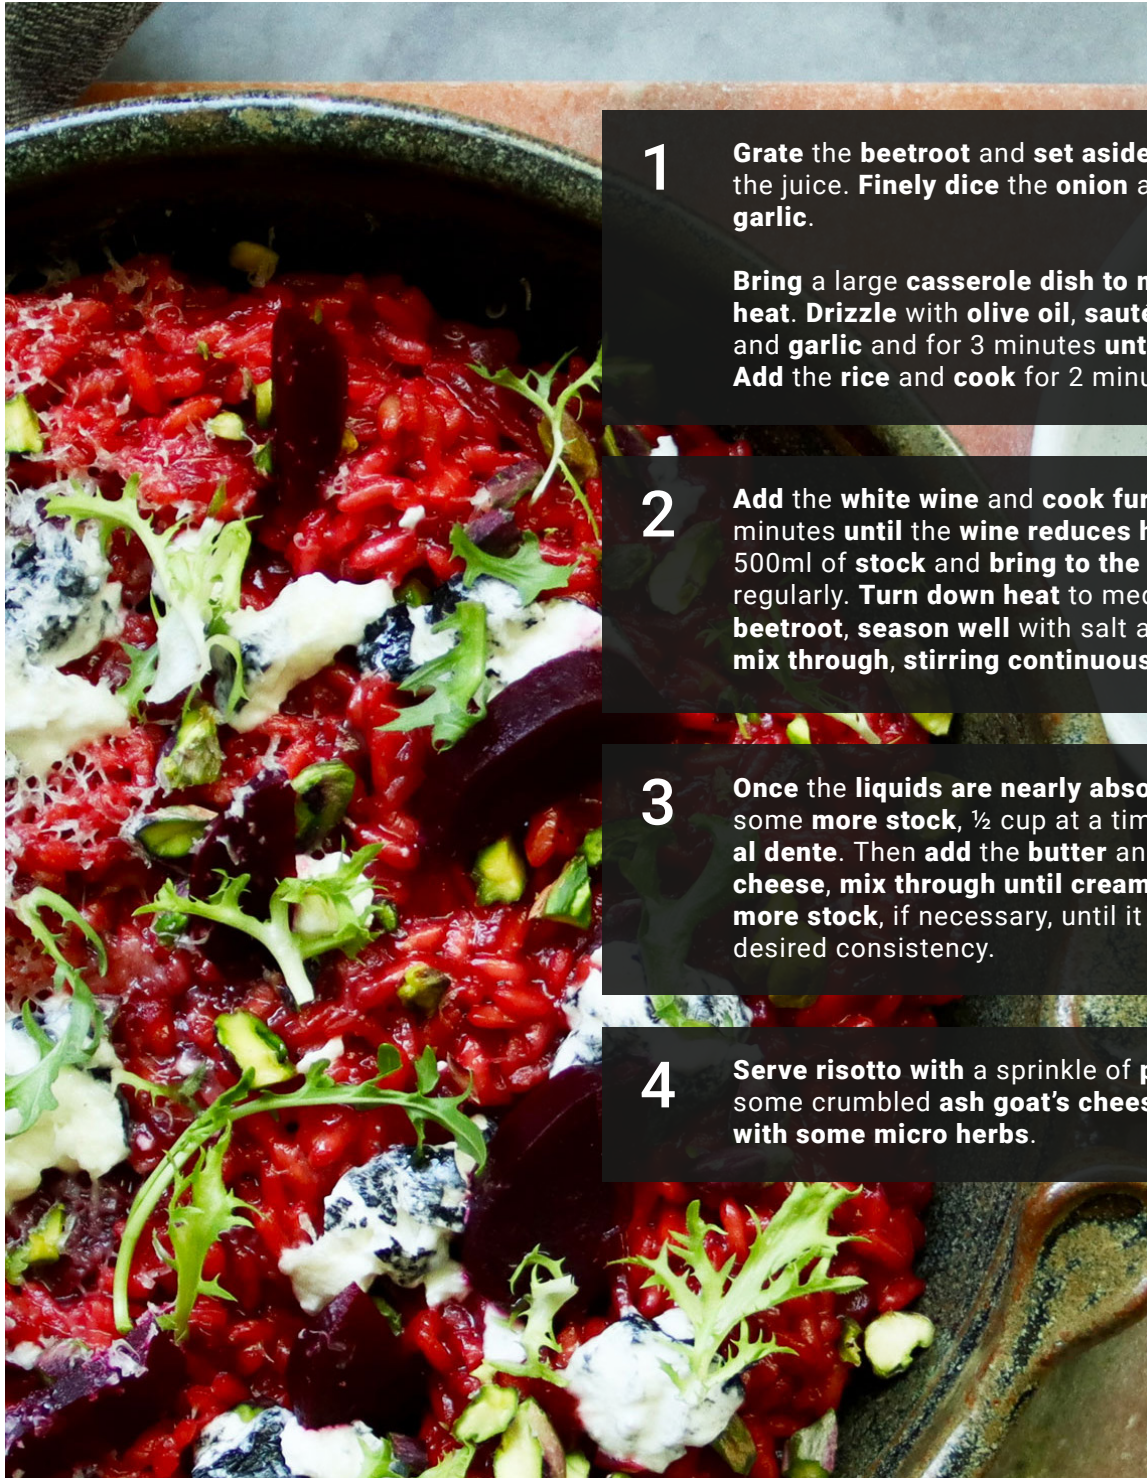 1
Grate the beetroot and set aside
the juice. Finely dice the onion
garlic.
Bring a large casserole dish to
heat. Drizzle with olive oil, sauté
and garlic and for 3 minutes
Add the rice and cook for 2
2
Add the white wine and cook
minutes until the wine reduces
500ml of stock and bring to the
regularly. Turn down heat to
beetroot, season well with salt
mix through, stirring
3
Once the liquids are nearly
some more stock, ½ cup at a
al dente. Then add the butter
cheese, mix through until
more stock, if necessary, until it
desired consistency.
4
Serve risotto with a sprinkle of
some crumbled ash goat’s
with some micro herbs.